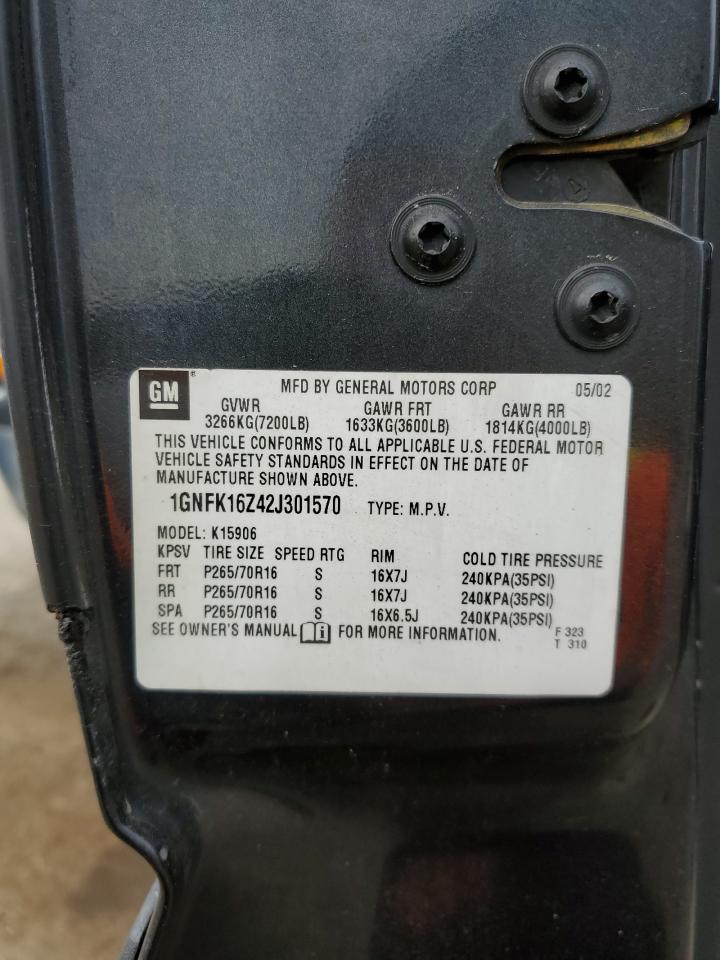 GM ® MFD BY GENERAL MOTORS CORP 05/02
GVWR GAWR FRT GAWR RR
3266KG(7200LB) 1633KG(3600LB) 1814KG(4000LB)
THIS VEHICLE CONFORMS TO ALL APPLICABLE U.S. FEDERAL MOTOR
VEHICLE SAFETY STANDARDS IN EFFECT ON THE DATE OF
MANUFACTURE SHOWN ABOVE.
1GNFK16Z42J301570 TYPE: M.P.V.
MODEL: K15906
KPSV TIRE SIZE SPEED RTG RIM COLD TIRE PRESSURE
FRT P265/70R16 S 16X7J 240KPA(35PSI)
RR P265/70R16 S 16X7J 240KPA(35PSI)
SPA P265/70R16 S 16X6.5J 240KPA(35PSI)
SEE OWNER'S MANUAL i FOR MORE INFORMATION. F 323
T 310